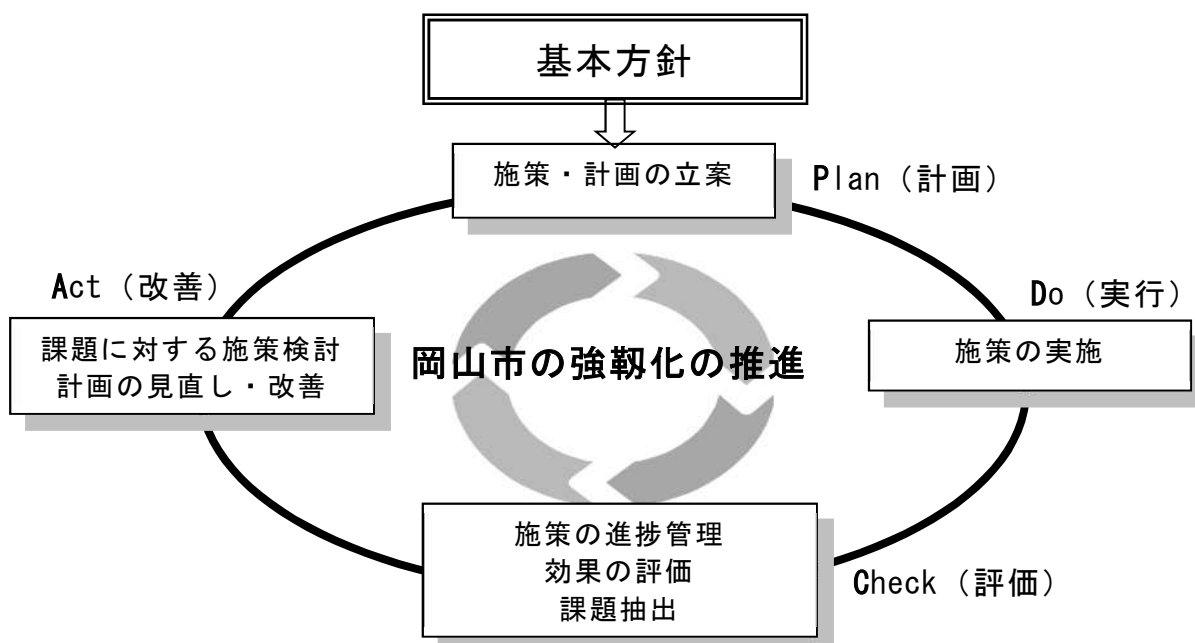 基本方針
施策・計画の立案
Plan（計画）
Act（改善）
Do（実行）
課題に対する施策検討
計画の見直し・改善
岡山市の強靱化の推進
施策の実施
施策の進捗管理
効果の評価
課題抽出
Check（評価）